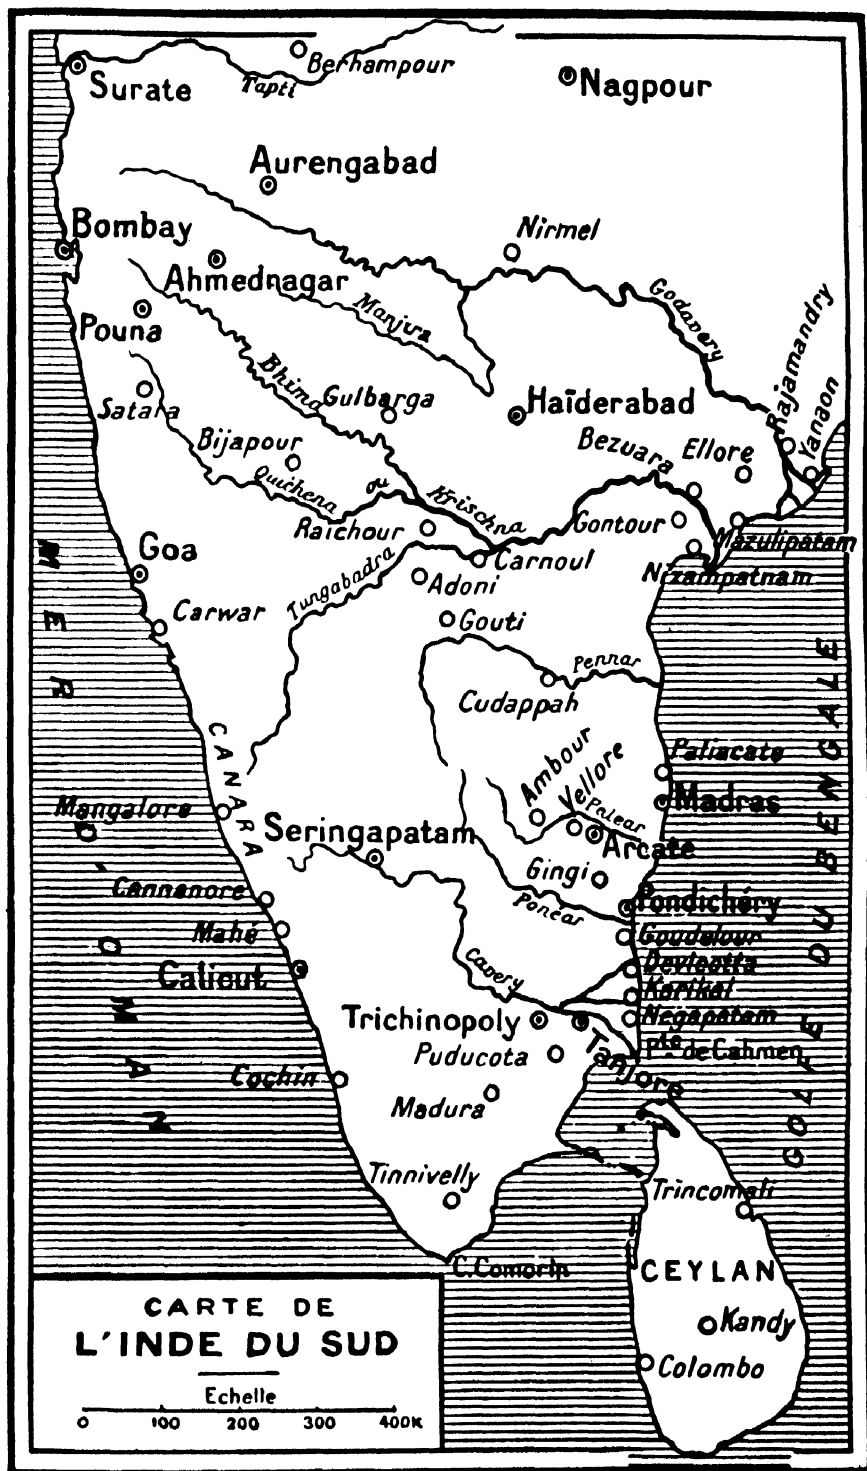 Berhampour
Surate
Tapti
Nagpour
Aurengabad
Bombay
Nirmel
Ahmednagar
Manjira
Godavery
Pouna
Rajamandry
Yanaon
Bhima
Satara
Gulbarga
Haïderabad
Bijapour
Bezuara
Ellore
Quichena ou Krischna
Raichour
Gontour
Mazulipatam
Goa
Tungabadra
Carnoul
Nizampatnam
Adoni
Carwar
Gouti
Pennar
Cudappah
CANARA
Ambour
Vellore
Paliacate
Mangalore
Palear
Madras
Seringapatam
Arcate
Gingi
Cannanore
Ponéar
Pondichéry
Mahé
Goudelour
Calicut
Cavery
Devicotta
Karikal
Trichinopoly
Negapatam
Tanjore
Pte de Cahmen
Puducota
Cochin
Madura
Tinnivelly
Trincomali
C. Comorin
CEYLAN
Kandy
Colombo
MER D'OMAN
GOLFE DU BENGALE
CARTE DE
L'INDE DU SUD
Echelle
0 100 200 300 400K